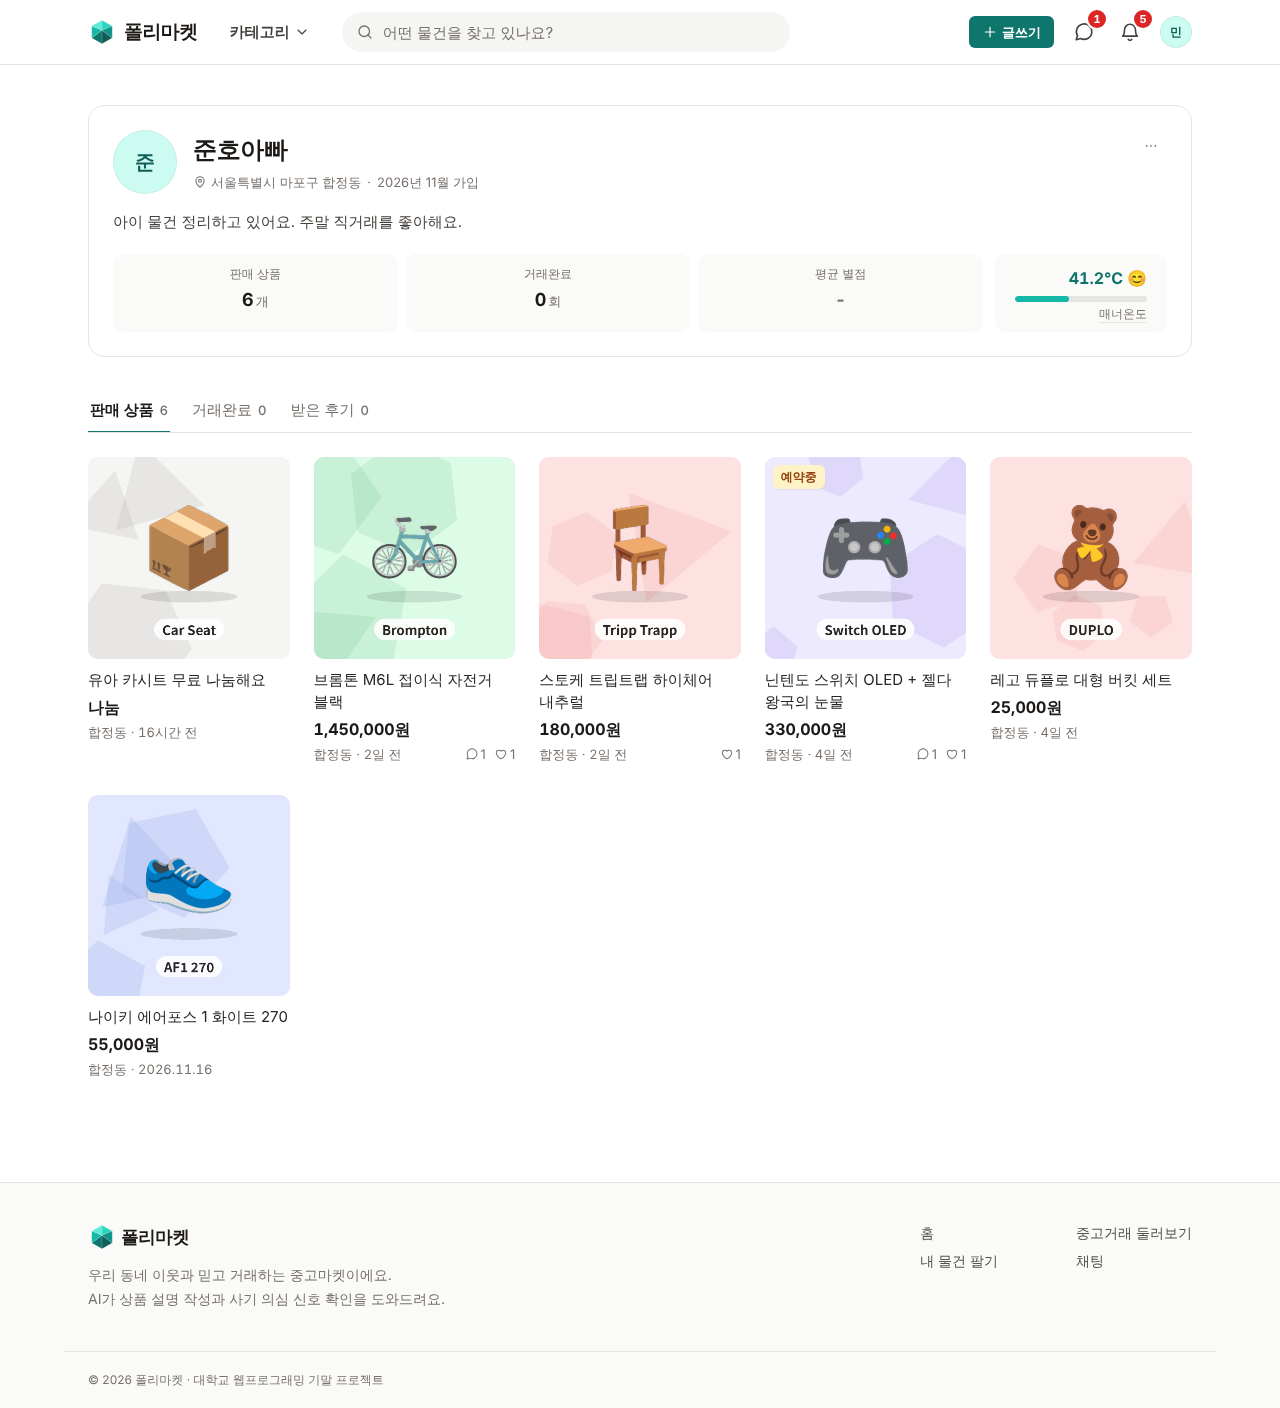 폴리마켓
카테고리
어떤 물건을 찾고 있나요?
글쓰기
1
5
민
준
준호아빠
...
서울특별시 마포구 합정동 · 2026년 11월 가입
아이 물건 정리하고 있어요. 주말 직거래를 좋아해요.
판매 상품
6개
거래완료
0회
평균 별점
-
41.2°C 😊
매너온도
판매 상품 6
거래완료 0
받은 후기 0
Car Seat
유아 카시트 무료 나눔해요
나눔
합정동 · 16시간 전
Brompton
브롬톤 M6L 접이식 자전거
블랙
1,450,000원
합정동 · 2일 전
1 1
Tripp Trapp
스토케 트립트랩 하이체어
내추럴
180,000원
합정동 · 2일 전
1
예약중
Switch OLED
닌텐도 스위치 OLED + 젤다
왕국의 눈물
330,000원
합정동 · 4일 전
1 1
DUPLO
레고 듀플로 대형 버킷 세트
25,000원
합정동 · 4일 전
AF1 270
나이키 에어포스 1 화이트 270
55,000원
합정동 · 2026.11.16
폴리마켓
우리 동네 이웃과 믿고 거래하는 중고마켓이에요.
AI가 상품 설명 작성과 사기 의심 신호 확인을 도와드려요.
홈
중고거래 둘러보기
내 물건 팔기
채팅
© 2026 폴리마켓 · 대학교 웹프로그래밍 기말 프로젝트